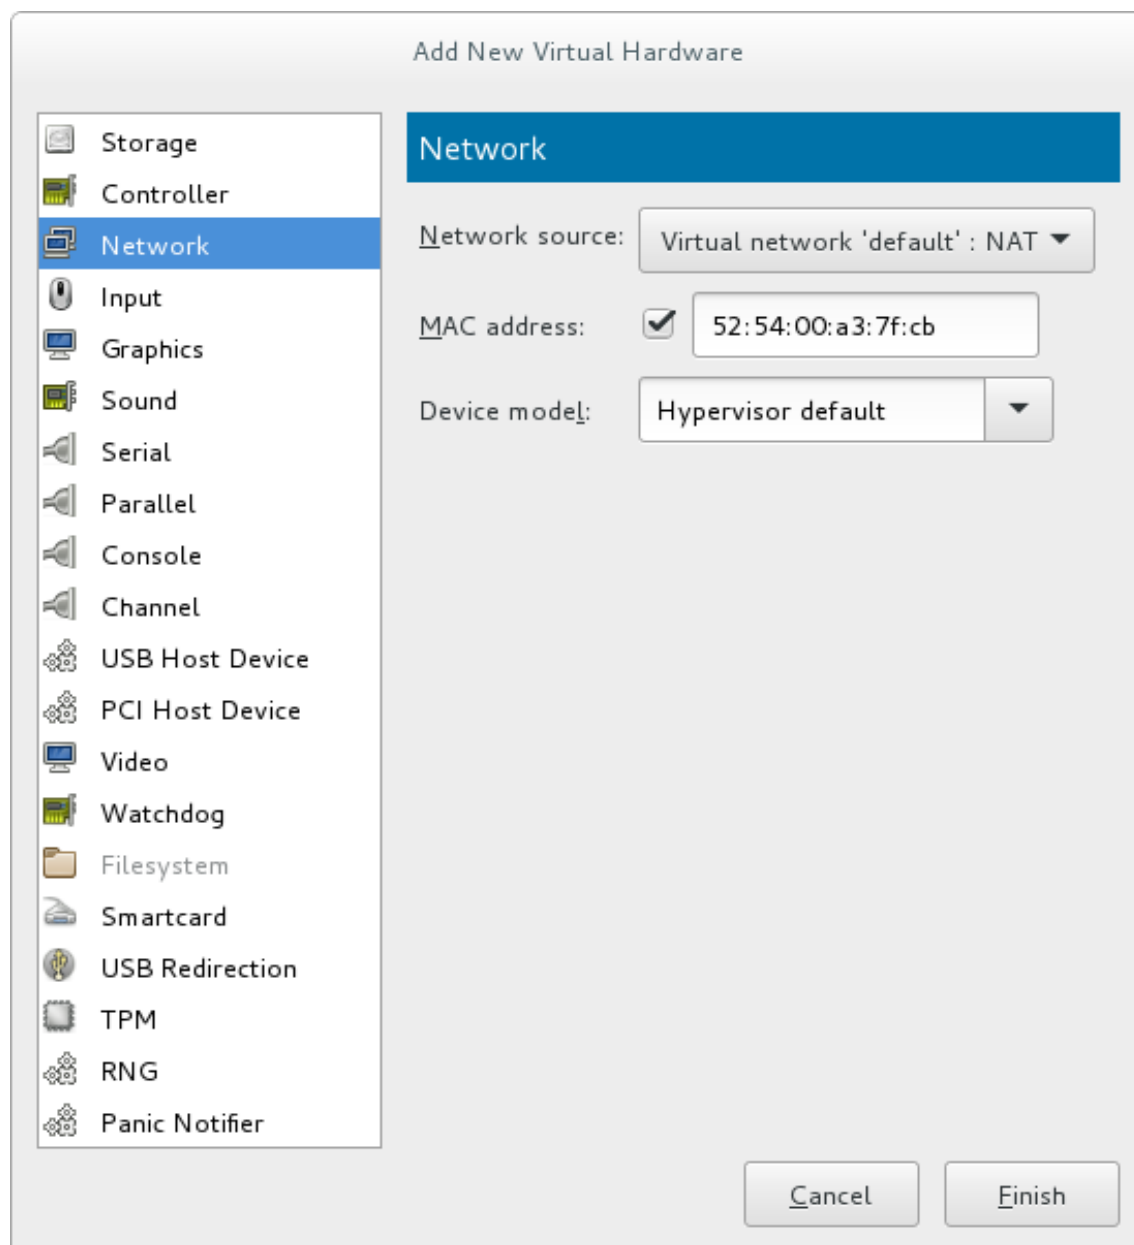 Add New Virtual Hardware
Storage
Controller
Network
Input
Graphics
Sound
Serial
Parallel
Console
Channel
USB Host Device
PCI Host Device
Video
Watchdog
Filesystem
Smartcard
USB Redirection
TPM
RNG
Panic Notifier
Network
Network source: Virtual network 'default' : NAT
MAC address: 52:54:00:a3:7f:cb
Device model: Hypervisor default
Cancel Finish